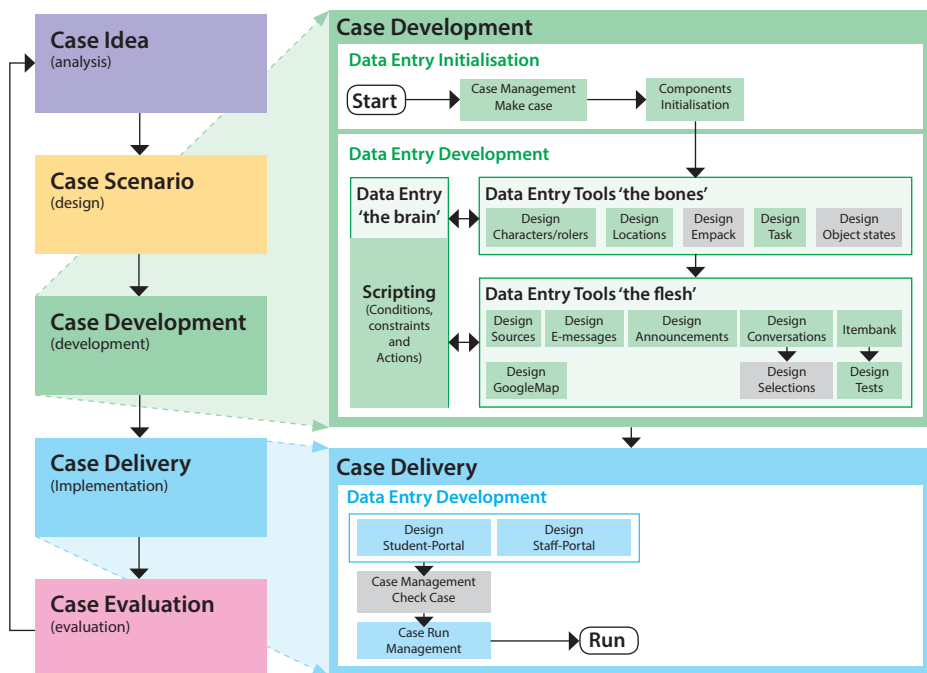 Case Idea
(analysis)
Case Scenario
(design)
Case Development
(development)
Case Delivery
(Implementation)
Case Evaluation
(evaluation)
Case Development
Data Entry Initialisation
Start
Case Management
Make case
Components
Initialisation
Data Entry Development
Data Entry
‘the brain’
Scripting
(Conditions,
constraints
and
Actions)
Data Entry Tools ‘the bones’
Design
Characters/rolers
Design
Locations
Design
Empack
Design
Task
Design
Object states
Data Entry Tools ‘the flesh’
Design
Sources
Design
E-messages
Design
Announcements
Design
Conversations
Itembank
Design
GoogleMap
Design
Selections
Design
Tests
Case Delivery
Data Entry Development
Design
Student-Portal
Design
Staff-Portal
Case Management
Check Case
Case Run
Management
Run